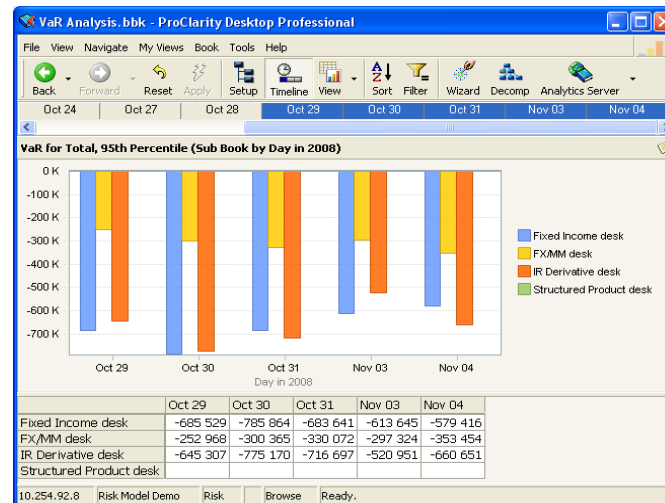 VaR Analysis.bbk - ProClarity Desktop Professional
File View Navigate My Views Book Tools Help
Back Forward Reset Apply Setup Timeline View Sort Filter Wizard Decomp Analytics Server
Oct 24 Oct 27 Oct 28 Oct 29 Oct 30 Oct 31 Nov 03 Nov 04
VaR for Total, 95th Percentile (Sub Book by Day in 2008)
0 K
-100 K
-200 K
-300 K
-400 K
-500 K
-600 K
-700 K
Oct 29 Oct 30 Oct 31 Nov 03 Nov 04
Day in 2008
Fixed Income desk
FX/MM desk
IR Derivative desk
Structured Product desk
Oct 29 Oct 30 Oct 31 Nov 03 Nov 04
Fixed Income desk -685 529 -785 864 -683 641 -613 645 -579 416
FX/MM desk -252 968 -300 365 -330 072 -297 324 -353 454
IR Derivative desk -645 307 -775 170 -716 697 -520 951 -660 651
Structured Product desk
10.254.92.8 Risk Model Demo Risk Browse Ready.